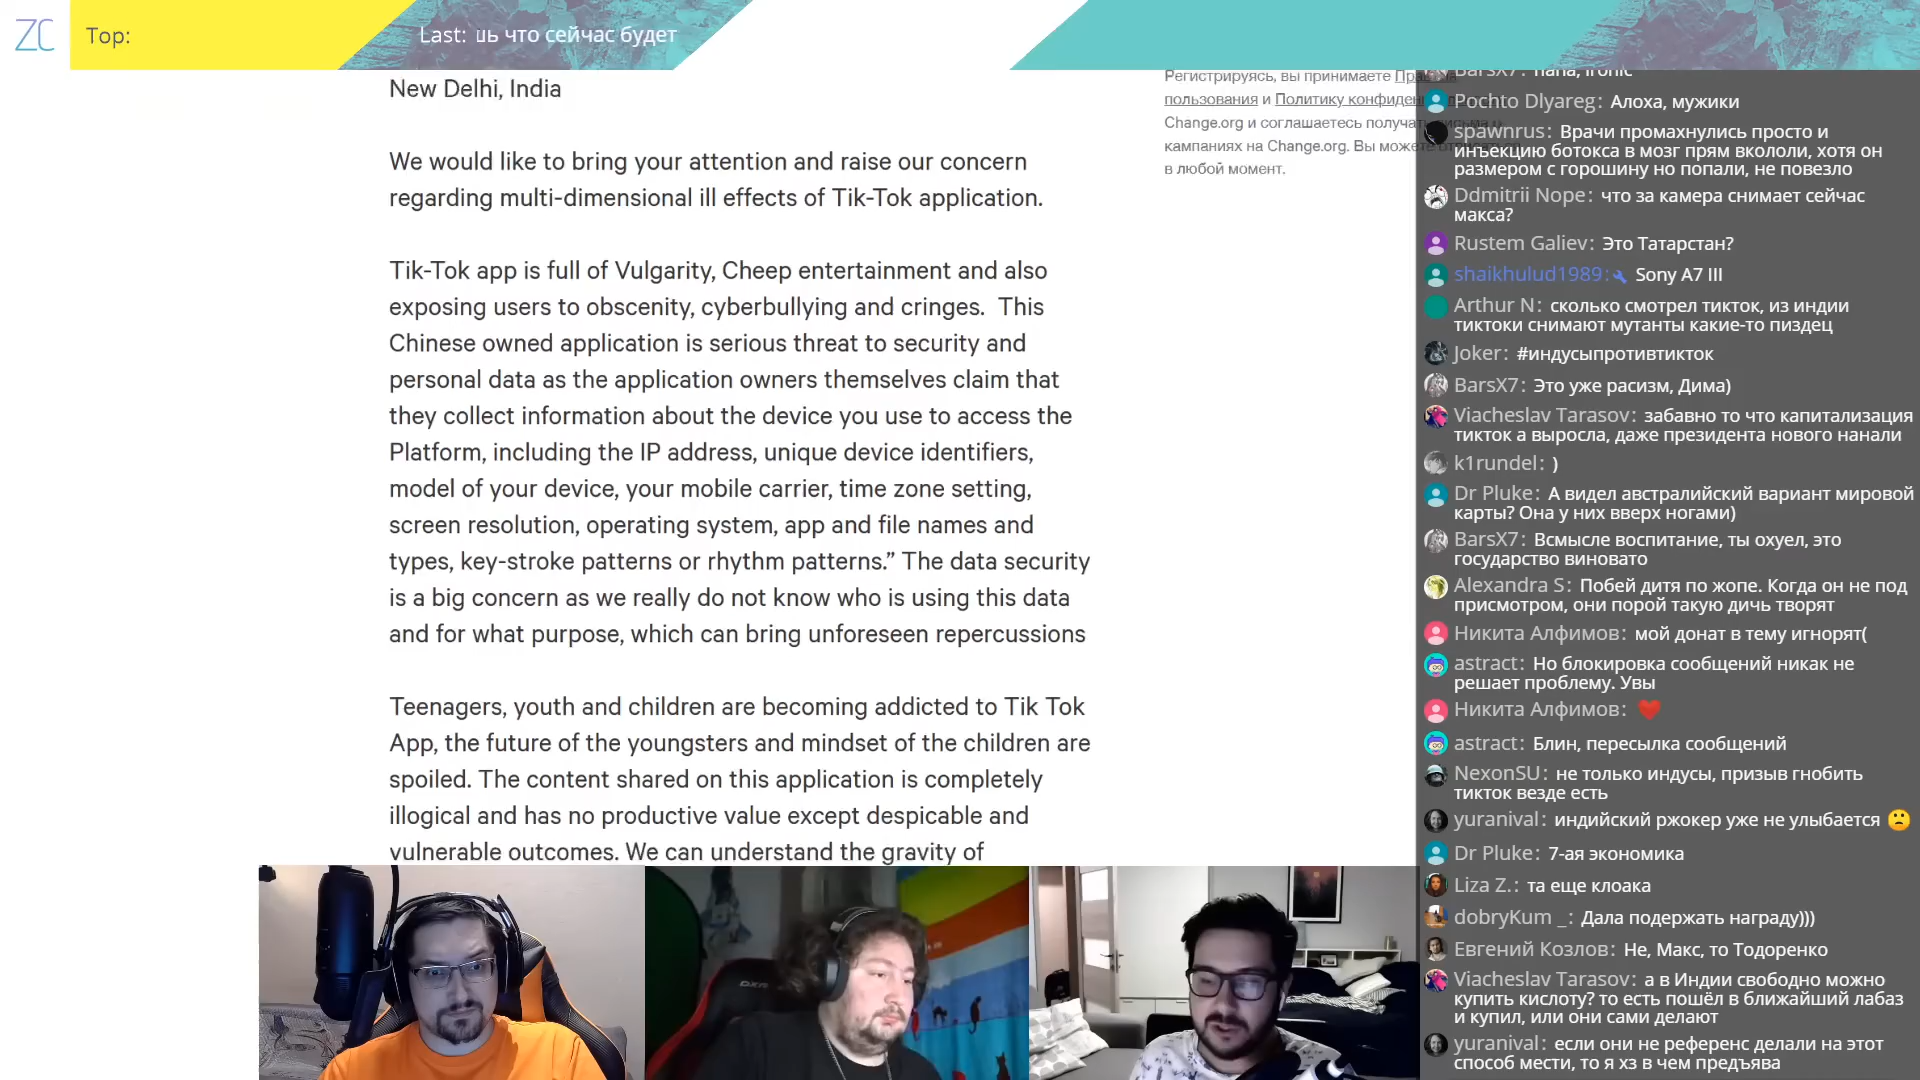 ZC
Top:
Last: шь что сейчас будет
New Delhi, India
We would like to bring your attention and raise our concern
regarding multi-dimensional ill effects of Tik-Tok application.
Tik-Tok app is full of Vulgarity, Cheep entertainment and also
exposing users to obscenity, cyberbullying and cringes. This
Chinese owned application is serious threat to security and
personal data as the application owners themselves claim that
they collect information about the device you use to access the
Platform, including the IP address, unique device identifiers,
model of your device, your mobile carrier, time zone setting,
screen resolution, operating system, app and file names and
types, key-stroke patterns or rhythm patterns.” The data security
is a big concern as we really do not know who is using this data
and for what purpose, which can bring unforeseen repercussions
Teenagers, youth and children are becoming addicted to Tik Tok
App, the future of the youngsters and mindset of the children are
spoiled. The content shared on this application is completely
illogical and has no productive value except despicable and
vulnerable outcomes. We can understand the gravity of
Регистрируясь, вы принимаете
пользования и Политику
Change.org и соглашаетесь
кампаниях на Change.org. Вы
в любой момент.
BarsX7: папа, ironic
Pochto Dlyareg: Алоха, мужики
spawnrus: Врачи промахнулись просто и
инъекцию ботокса в мозг прям вкололи, хотя он
размером с горошину но попали, не повезло
Ddmitrii Nope: что за камера снимает сейчас
макса?
Rustem Galiev: Это Татарстан?
shaikhulud1989: Sony A7 III
Arthur N: сколько смотрел тикток, из индии
тиктоки снимают мутанты какие-то пиздец
Joker: #индусыпротивтикток
BarsX7: Это уже расизм, Дима)
Viacheslav Tarasov: забавно то что капитализация
тикток а выросла, даже президента нового нанали
k1rundel: )
Dr Pluke: А видел австралийский вариант мировой
карты? Она у них вверх ногами)
BarsX7: Всмысле воспитание, ты охуел, это
государство виновато
Alexandra S: Побей дитя по жопе. Когда он не под
присмотром, они порой такую дичь творят
Никита Алфимов: мой донат в тему игнорят(
astract: Но блокировка сообщений никак не
решает проблему. Увы
Никита Алфимов: ❤
astract: Блин, пересылка сообщений
NexonSU: не только индусы, призыв гнобить
тикток везде есть
yuranival: индийский ржокер уже не улыбается 🙁
Dr Pluke: 7-ая экономика
Liza Z.: та еще клоака
dobryKum _: Дала подержать награду)))
Евгений Козлов: Не, Макс, то Тодоренко
Viacheslav Tarasov: а в Индии свободно можно
купить кислоту? то есть пошёл в ближайший лабаз
и купил, или они сами делают
yuranival: если они не референс делали на этот
способ мести, то я хз в чем предъява